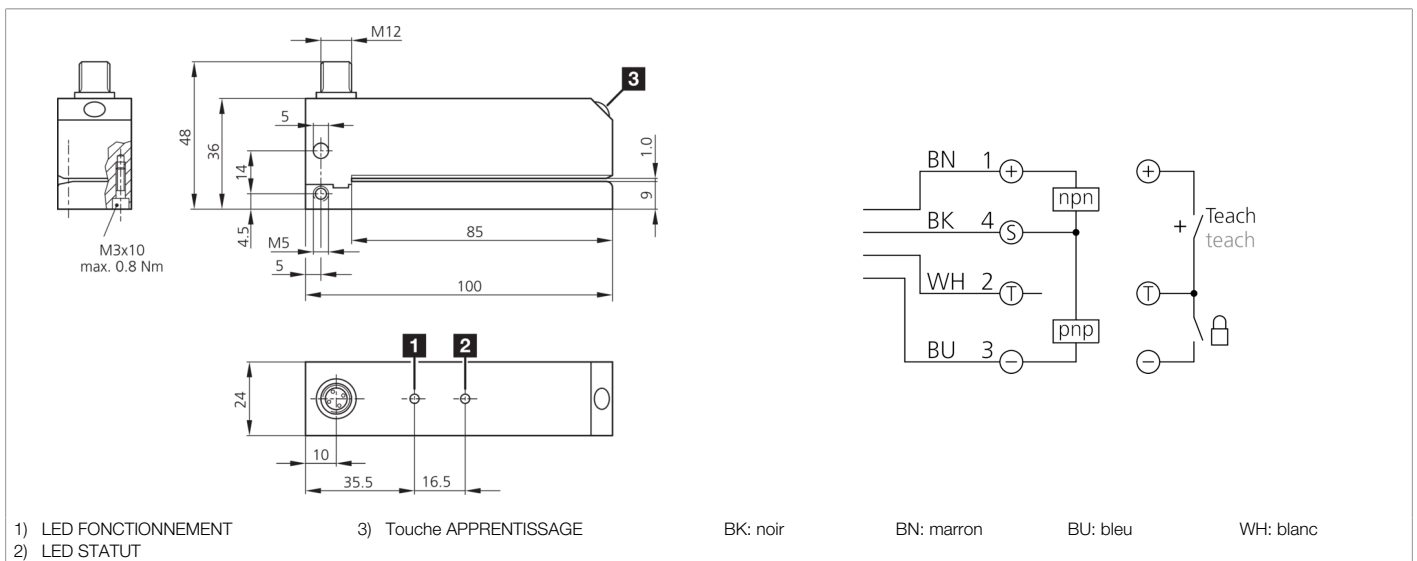 M12
3
48
36
5
14
1.0
9
4.5
M5
5
85
100
M3x10
max. 0.8 Nm
1 2
24
10
35.5 16.5
BN 1 +
npn
BK 4 S
WH 2 T
pnp
BU 3 −
+
+ Teach
teach
T
−
1) LED FONCTIONNEMENT 3) Touche APPRENTISSAGE BK: noir BN: marron BU: bleu WH: blanc
2) LED STATUT